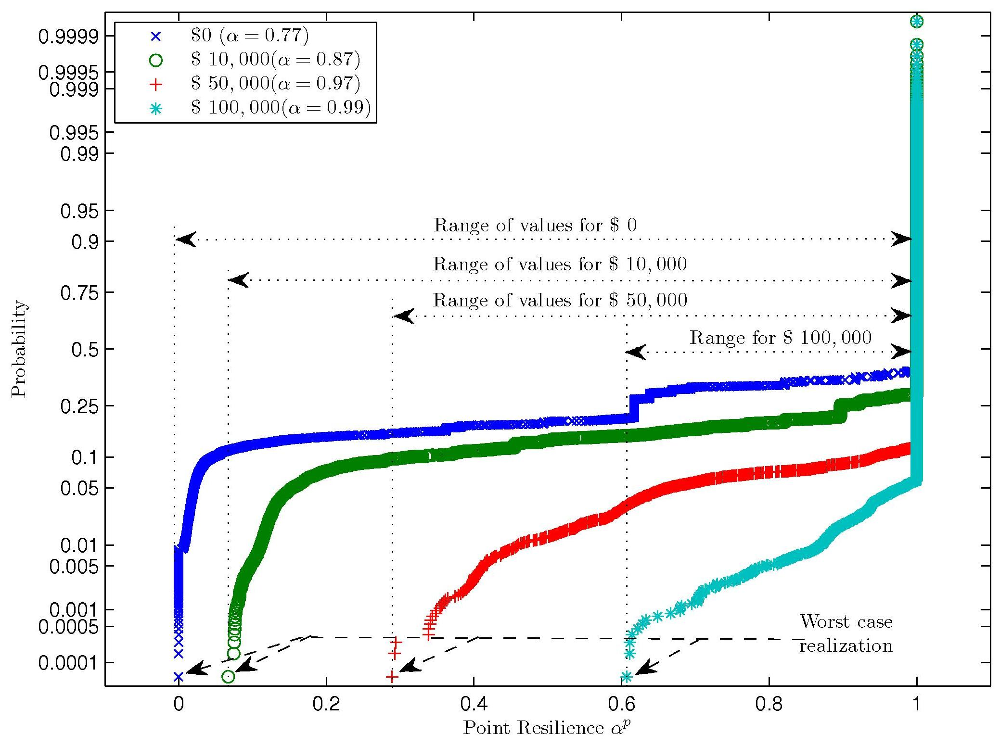 $0 (α = 0.77)
$ 10,000(α = 0.87)
$ 50,000(α = 0.97)
$ 100,000(α = 0.99)
0.9999
0.9995
0.999
0.995
0.99
0.95
0.9
0.75
0.5
0.25
0.1
0.05
0.01
0.005
0.001
0.0005
0.0001
Probability
Range of values for $ 0
Range of values for $ 10,000
Range of values for $ 50,000
Range for $ 100,000
Worst case
realization
0 0.2 0.4 0.6 0.8 1
Point Resilience αᵖ